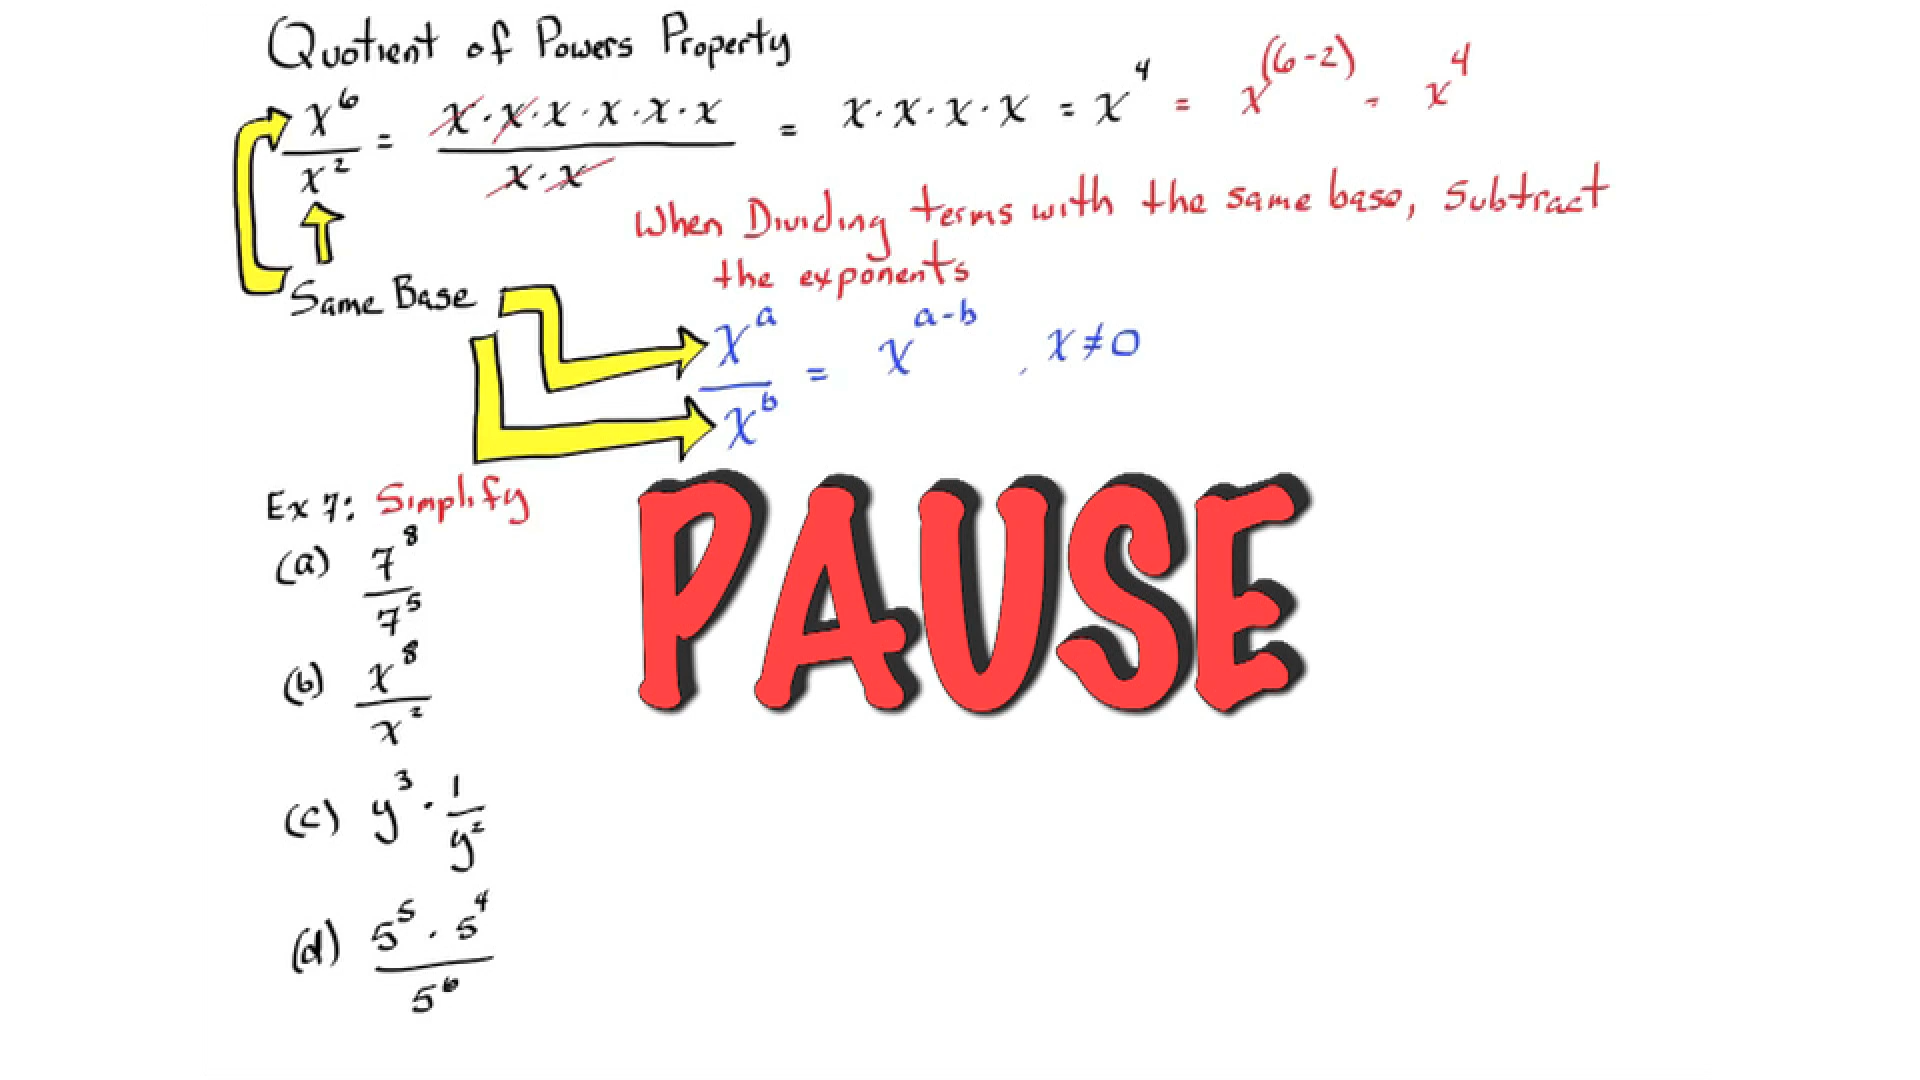 Quotient of Powers Property
x^6 / x^2 = x · x · x · x · x · x / x · x = x · x · x · x = x^4 = x^(6-2) = x^4
When Dividing terms with the same base, Subtract
the exponents
Same Base
x^a / x^b = x^(a-b) , x ≠ 0
Ex 7: Simplify
(a) 7^8 / 7^5
PAUSE
(b) x^8 / x^2
(c) y^3 · 1 / y^2
(d) 5^5 · 5^4 / 5^6